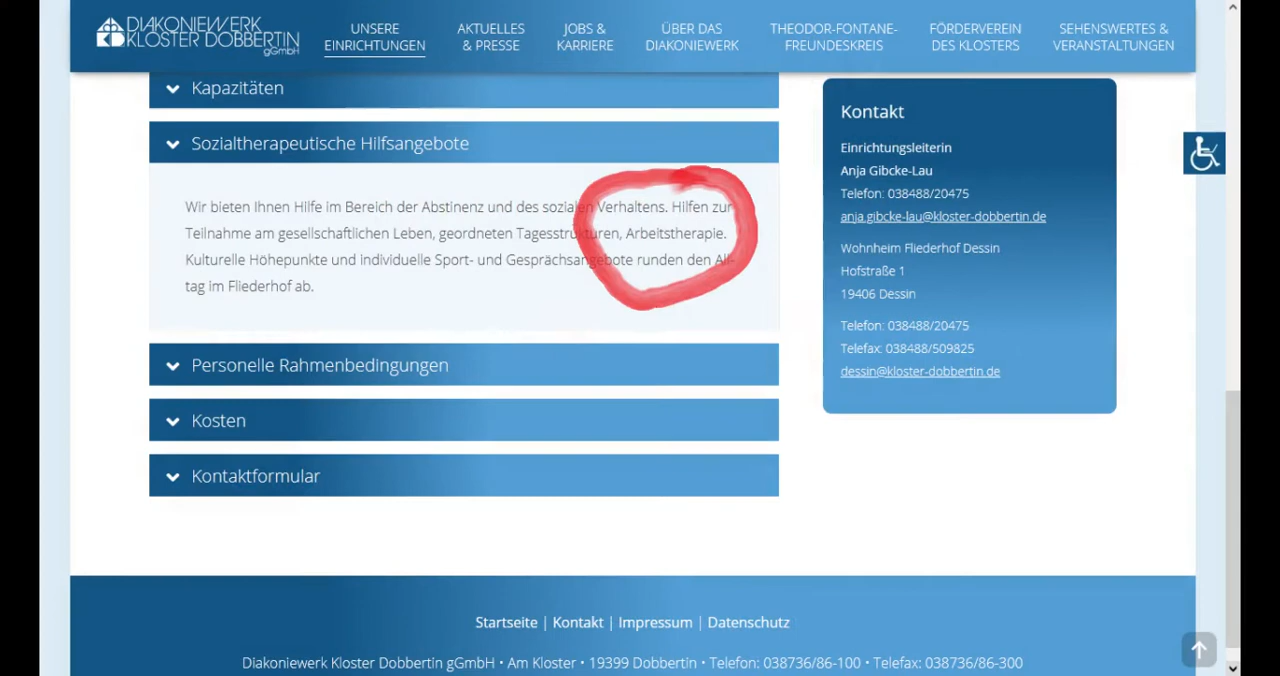 DIAKONIEWERK
KLOSTER DOBBERTIN
gGmbH
UNSERE
EINRICHTUNGEN
AKTUELLES
& PRESSE
JOBS &
KARRIERE
ÜBER DAS
DIAKONIEWERK
THEODOR-FONTANE-
FREUNDESKREIS
FÖRDERVEREIN
DES KLOSTERS
SEHENSWERTES &
VERANSTALTUNGEN
Kapazitäten
Sozialtherapeutische Hilfsangebote
Wir bieten Ihnen Hilfe im Bereich der Abstinenz und des sozialen Verhaltens. Hilfen zur
Teilnahme am gesellschaftlichen Leben, geordneten Tagesstrukturen, Arbeitstherapie.
Kulturelle Höhepunkte und individuelle Sport- und Gesprächsangebote runden den All-
tag im Fliederhof ab.
Personelle Rahmenbedingungen
Kosten
Kontaktformular
Kontakt
Einrichtungsleiterin
Anja Gibcke-Lau
Telefon: 038488/20475
anja.gibcke-lau@kloster-dobbertin.de
Wohnheim Fliederhof Dessin
Hofstraße 1
19406 Dessin
Telefon: 038488/20475
Telefax: 038488/509825
dessin@kloster-dobbertin.de
Startseite | Kontakt | Impressum | Datenschutz
Diakoniewerk Kloster Dobbertin gGmbH • Am Kloster • 19399 Dobbertin • Telefon: 038736/86-100 • Telefax: 038736/86-300